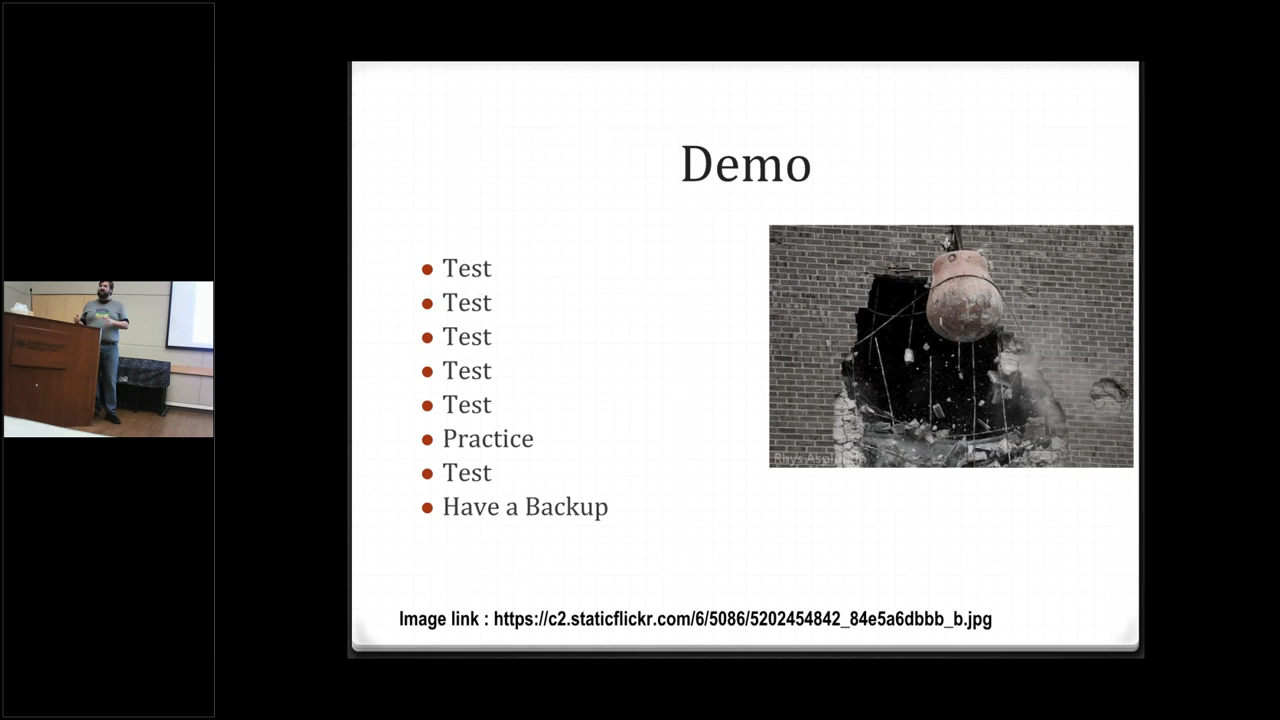 Demo
Test
Test
Test
Test
Test
Practice
Test
Have a Backup
Image link : https://c2.staticflickr.com/6/5086/5202454842_84e5a6dbbb_b.jpg